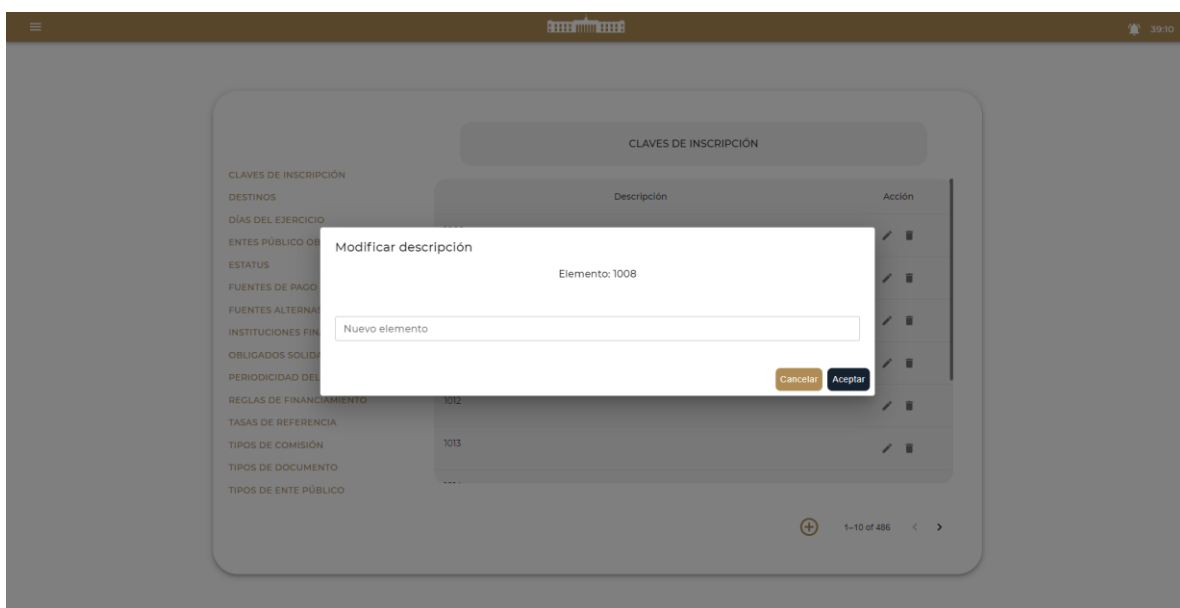 39:10
CLAVES DE INSCRIPCIÓN
CLAVES DE INSCRIPCIÓN
DESTINOS
DÍAS DEL EJERCICIO
ENTES PÚBLICO OB
ESTATUS
FUENTES DE PAGO
FUENTES ALTERNAS
INSTITUCIONES FIN
OBLIGADOS SOLIDA
PERIODICIDAD DEL
REGLAS DE FINANCIAMIENTO
TASAS DE REFERENCIA
TIPOS DE COMISIÓN
TIPOS DE DOCUMENTO
TIPOS DE ENTE PÚBLICO
Descripción Acción
Modificar descripción
Elemento: 1008
Nuevo elemento
Cancelar Aceptar
1012
1013
1–10 of 486